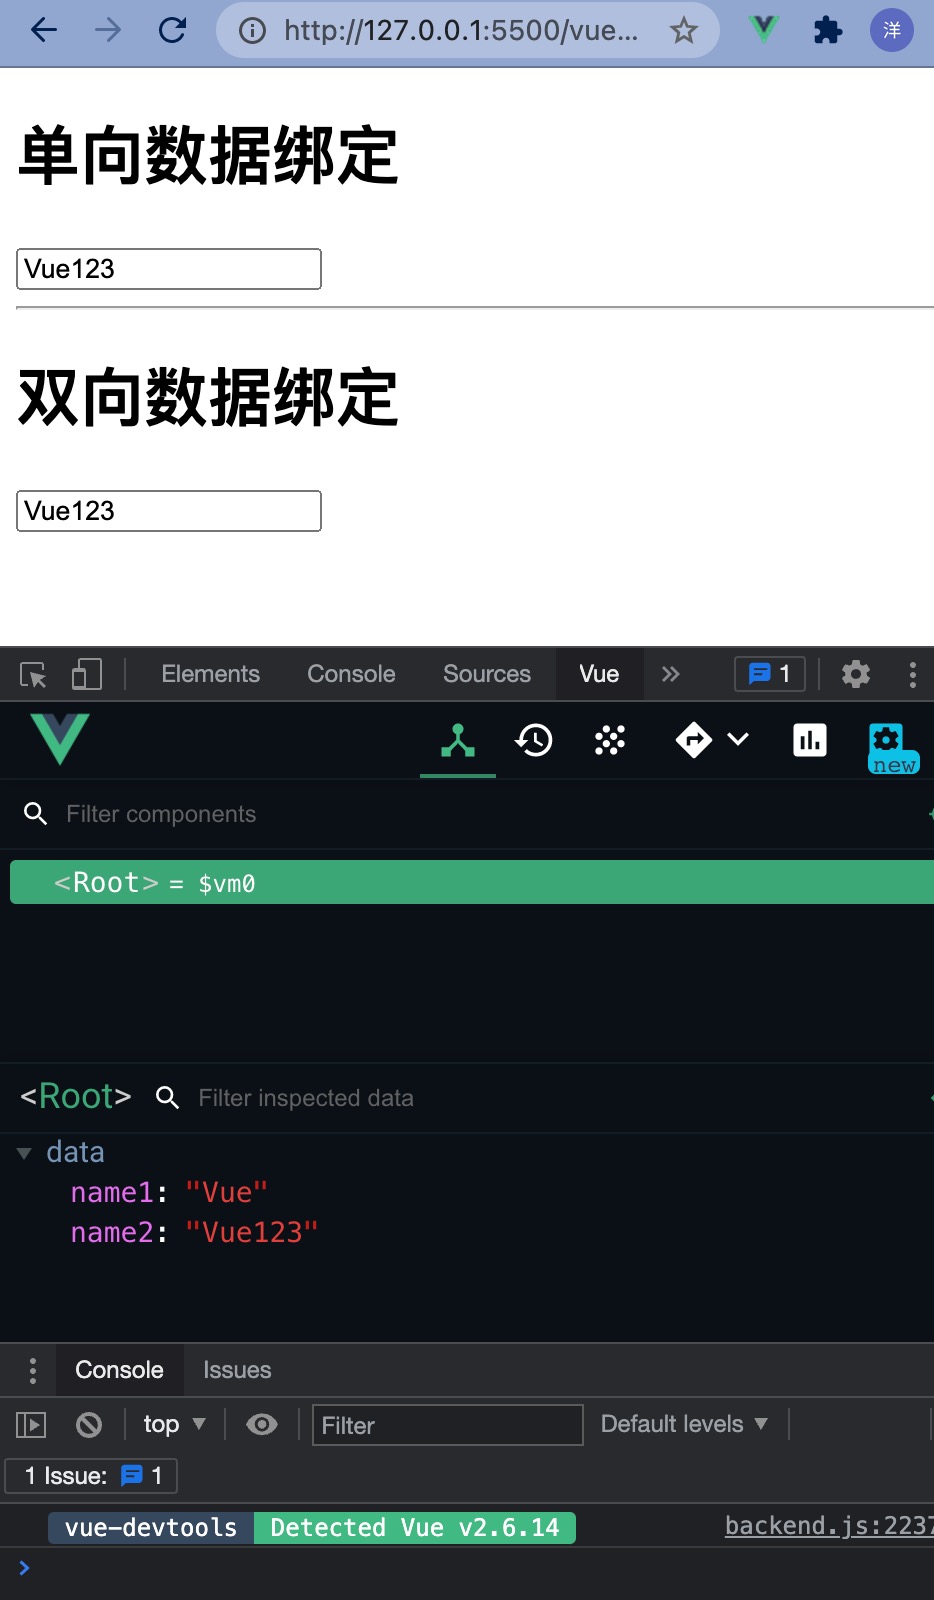 http://127.0.0.1:5500/vue... 洋
单向数据绑定
Vue123
双向数据绑定
Vue123
Elements Console Sources Vue 1
new
Filter components
<Root> = $vm0
<Root> Filter inspected data
data
name1: "Vue"
name2: "Vue123"
Console Issues
top Filter Default levels
1 Issue: 1
vue-devtools Detected Vue v2.6.14 backend.js:2237